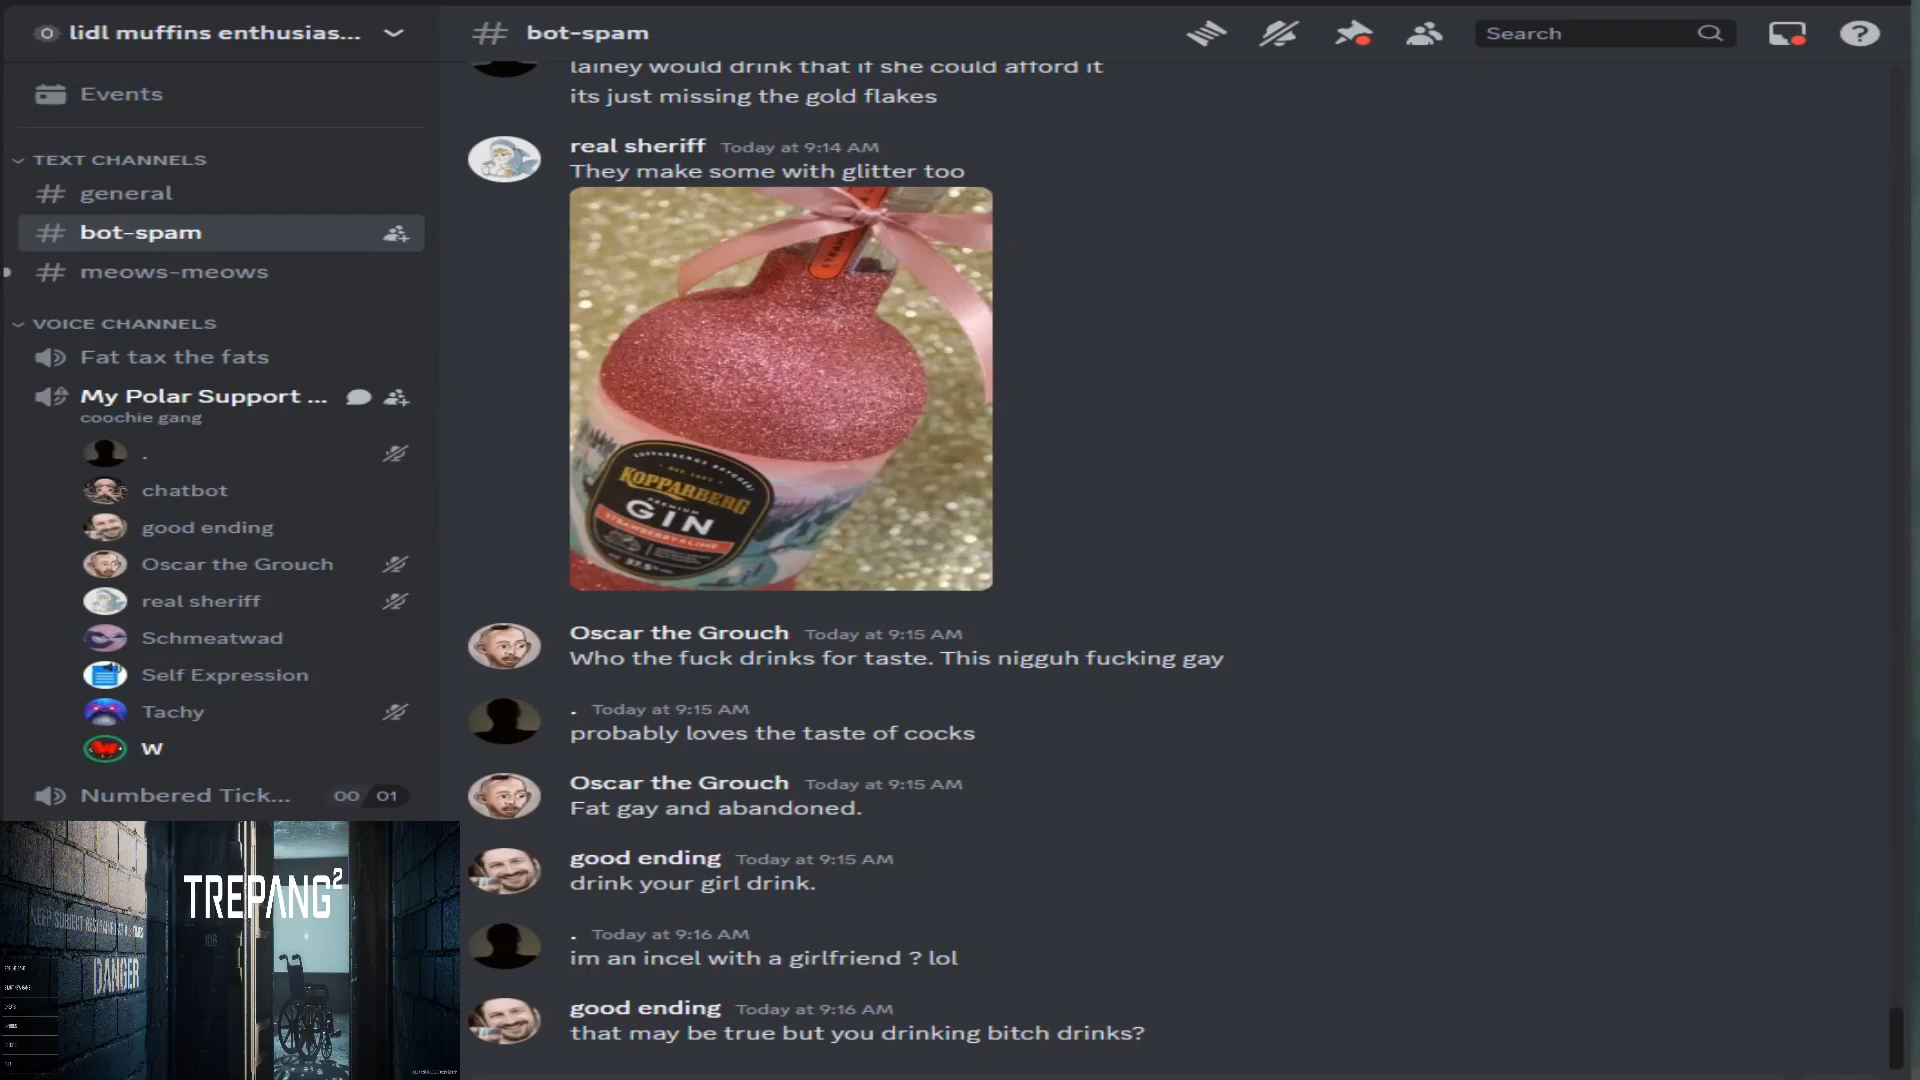 lidl muffins enthusias...
Events
TEXT CHANNELS
general
bot-spam
meows-meows
VOICE CHANNELS
Fat tax the fats
My Polar Support ...
coochie gang
.
chatbot
good ending
Oscar the Grouch
real sheriff
Schmeatwad
Self Expression
Tachy
W
Numbered Tick... 00 01
TREPANG²
DANGER
# bot-spam
Search
lainey would drink that if she could afford it
its just missing the gold flakes
real sheriff Today at 9:14 AM
They make some with glitter too
KOPPARBERG
PREMIUM
GIN
STRAWBERRY & LIME
Oscar the Grouch Today at 9:15 AM
Who the fuck drinks for taste. This nigguh fucking gay
. Today at 9:15 AM
probably loves the taste of cocks
Oscar the Grouch Today at 9:15 AM
Fat gay and abandoned.
good ending Today at 9:15 AM
drink your girl drink.
. Today at 9:16 AM
im an incel with a girlfriend ? lol
good ending Today at 9:16 AM
that may be true but you drinking bitch drinks?